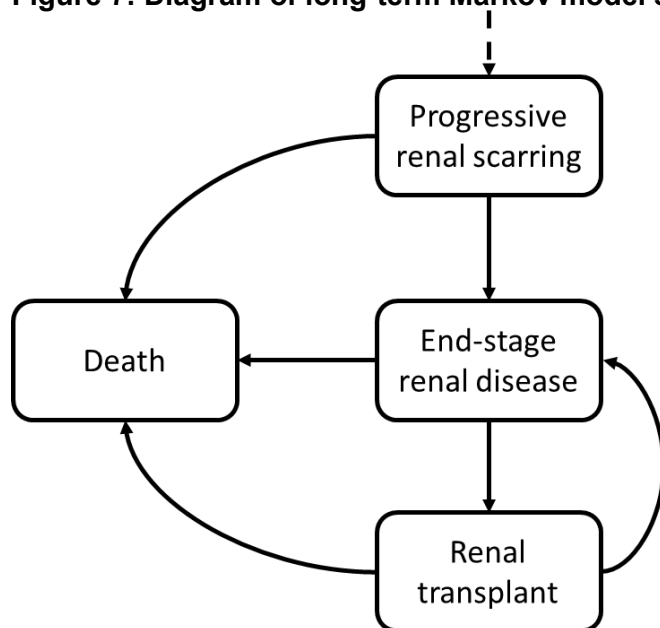 Figure 7: Diagram of long-term Markov model
Progressive
renal scarring
Death
End-stage
renal disease
Renal
transplant